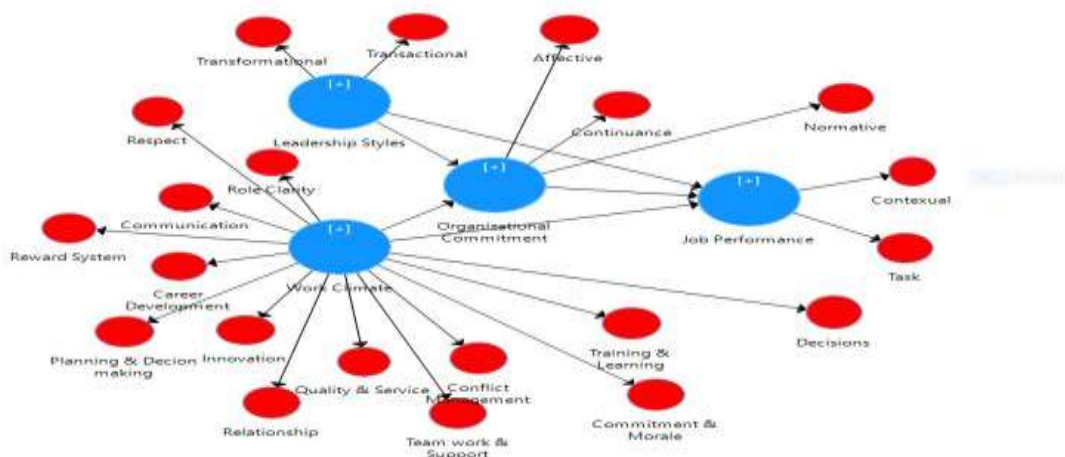 Transformational
Transactional
Affective
[+]
Leadership Styles
Continuance
Normative
Respect
Role Clarity
[+]
Organizational
Commitment
[+]
Job Performance
Contexual
Task
Communication
Reward System
[+]
Work Climate
Career
Development
Planning & Decion
making
Innovation
Quality & Service
Conflict
Management
Training &
Learning
Decisions
Relationship
Team work &
Support
Commitment &
Morale